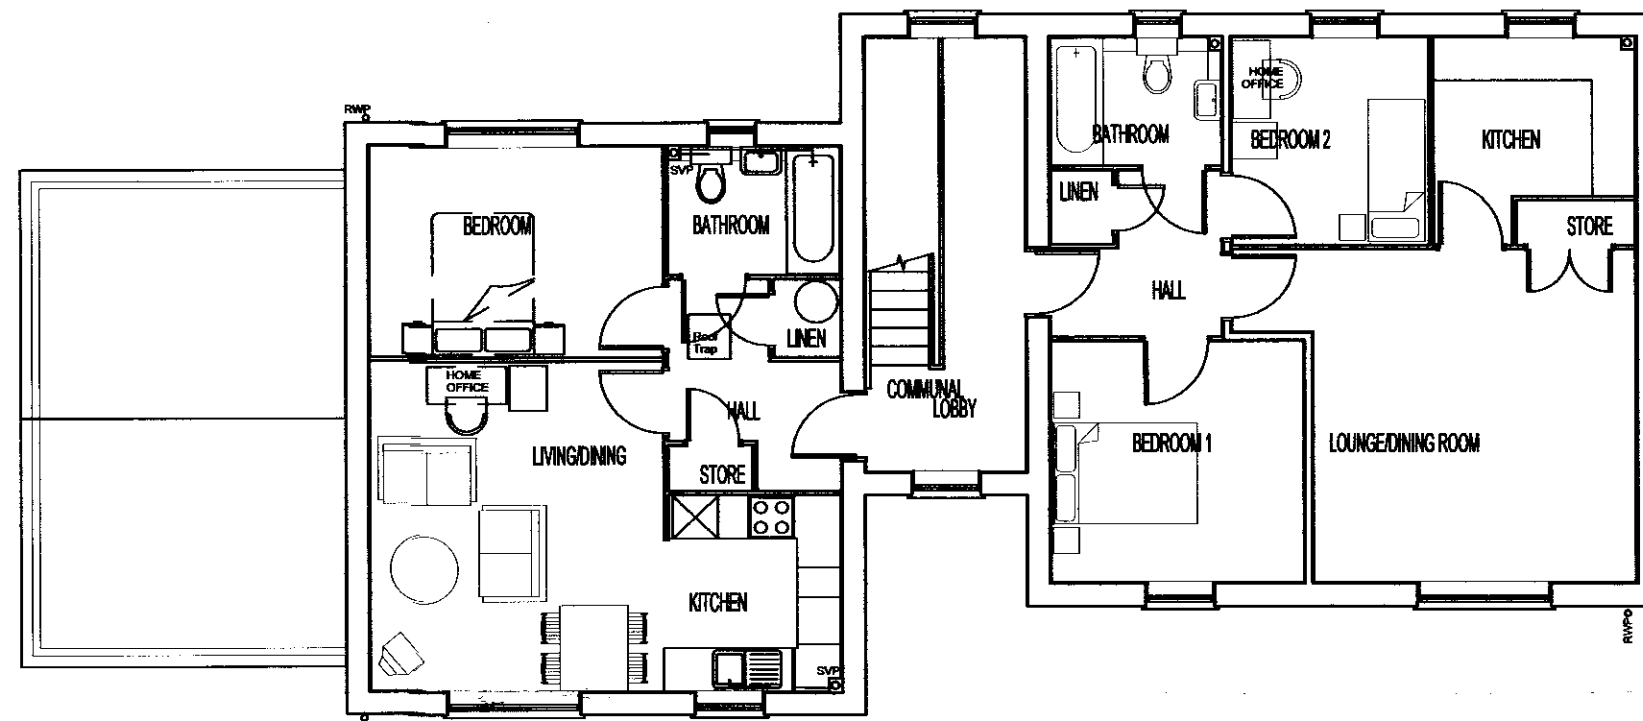 RWP
SVP
BEDROOM
BATHROOM
LINEN
Roof
Trap
HOME
OFFICE
LIVING/DINING
HALL
STORE
KITCHEN
SVP
COMMUNAL
LOBBY
BATHROOM
LINEN
HOME
OFFICE
BEDROOM 2
KITCHEN
STORE
HALL
BEDROOM 1
LOUNGE/DINING ROOM
RWP